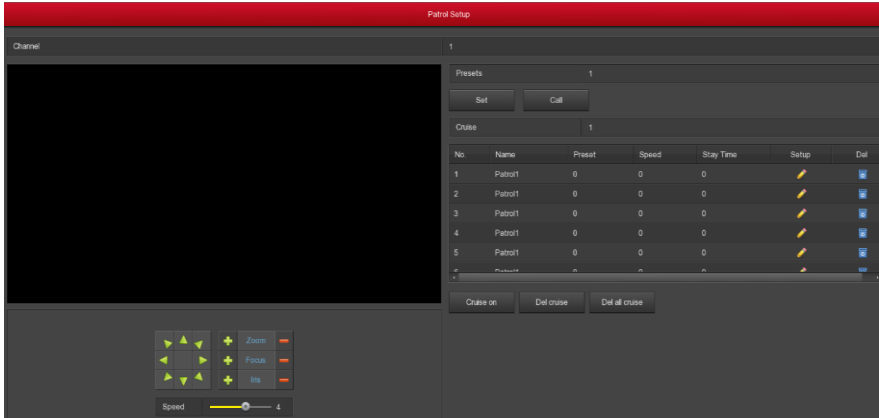 Patrol Setup
Channel 1
Presets 1
Set Call
Cruise 1
No. Name Preset Speed Stay Time Setup Del
1 Patrol1 0 0 0
2 Patrol1 0 0 0
3 Patrol1 0 0 0
4 Patrol1 0 0 0
5 Patrol1 0 0 0
Cruise on Del cruise Del all cruise
Zoom
Focus
Iris
Speed 4